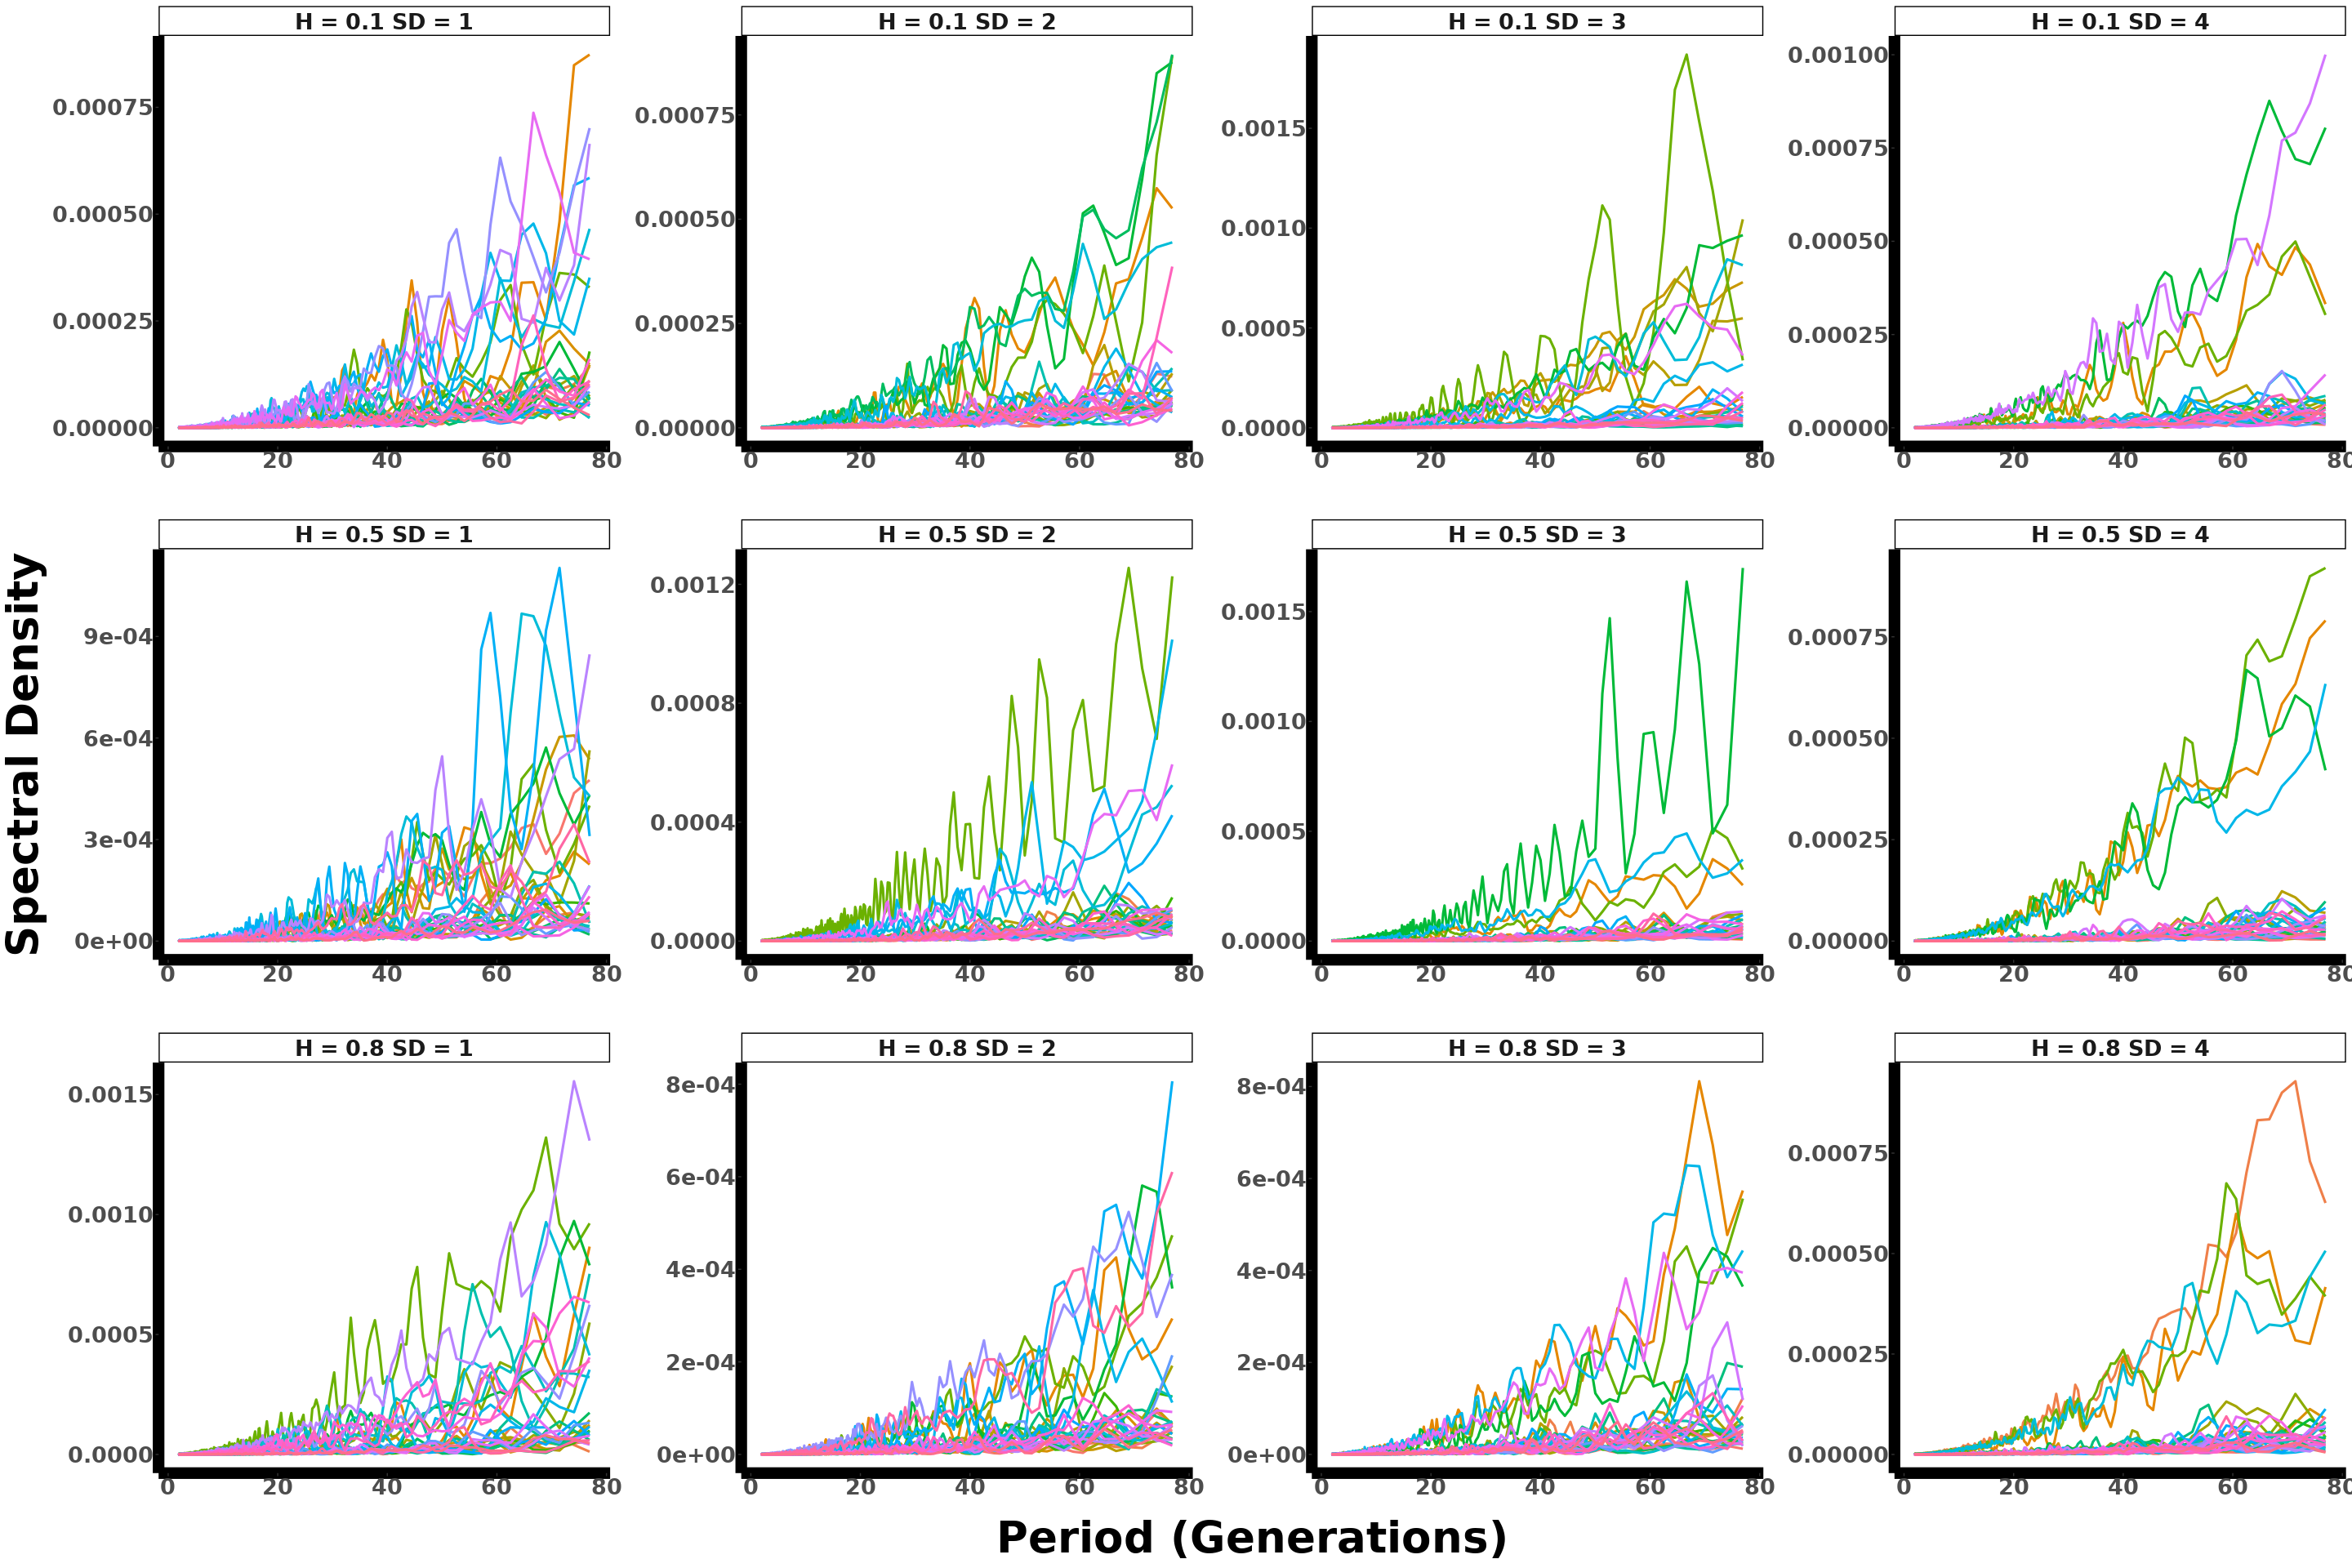 H = 0.1 SD = 1
H = 0.1 SD = 2
H = 0.1 SD = 3
H = 0.1 SD = 4
0.00075
0.00050
0.00025
0.00000
0 20 40 60 80
0.00075
0.00050
0.00025
0.00000
0 20 40 60 80
0.0015
0.0010
0.0005
0.0000
0 20 40 60 80
0.00100
0.00075
0.00050
0.00025
0.00000
0 20 40 60 80
Spectral Density
H = 0.5 SD = 1
H = 0.5 SD = 2
H = 0.5 SD = 3
H = 0.5 SD = 4
9e-04
6e-04
3e-04
0e+00
0 20 40 60 80
0.0012
0.0008
0.0004
0.0000
0 20 40 60 80
0.0015
0.0010
0.0005
0.0000
0 20 40 60 80
0.00075
0.00050
0.00025
0.00000
0 20 40 60 80
H = 0.8 SD = 1
H = 0.8 SD = 2
H = 0.8 SD = 3
H = 0.8 SD = 4
0.0015
0.0010
0.0005
0.0000
0 20 40 60 80
8e-04
6e-04
4e-04
2e-04
0e+00
0 20 40 60 80
8e-04
6e-04
4e-04
2e-04
0e+00
0 20 40 60 80
0.00075
0.00050
0.00025
0.00000
0 20 40 60 80
Period (Generations)